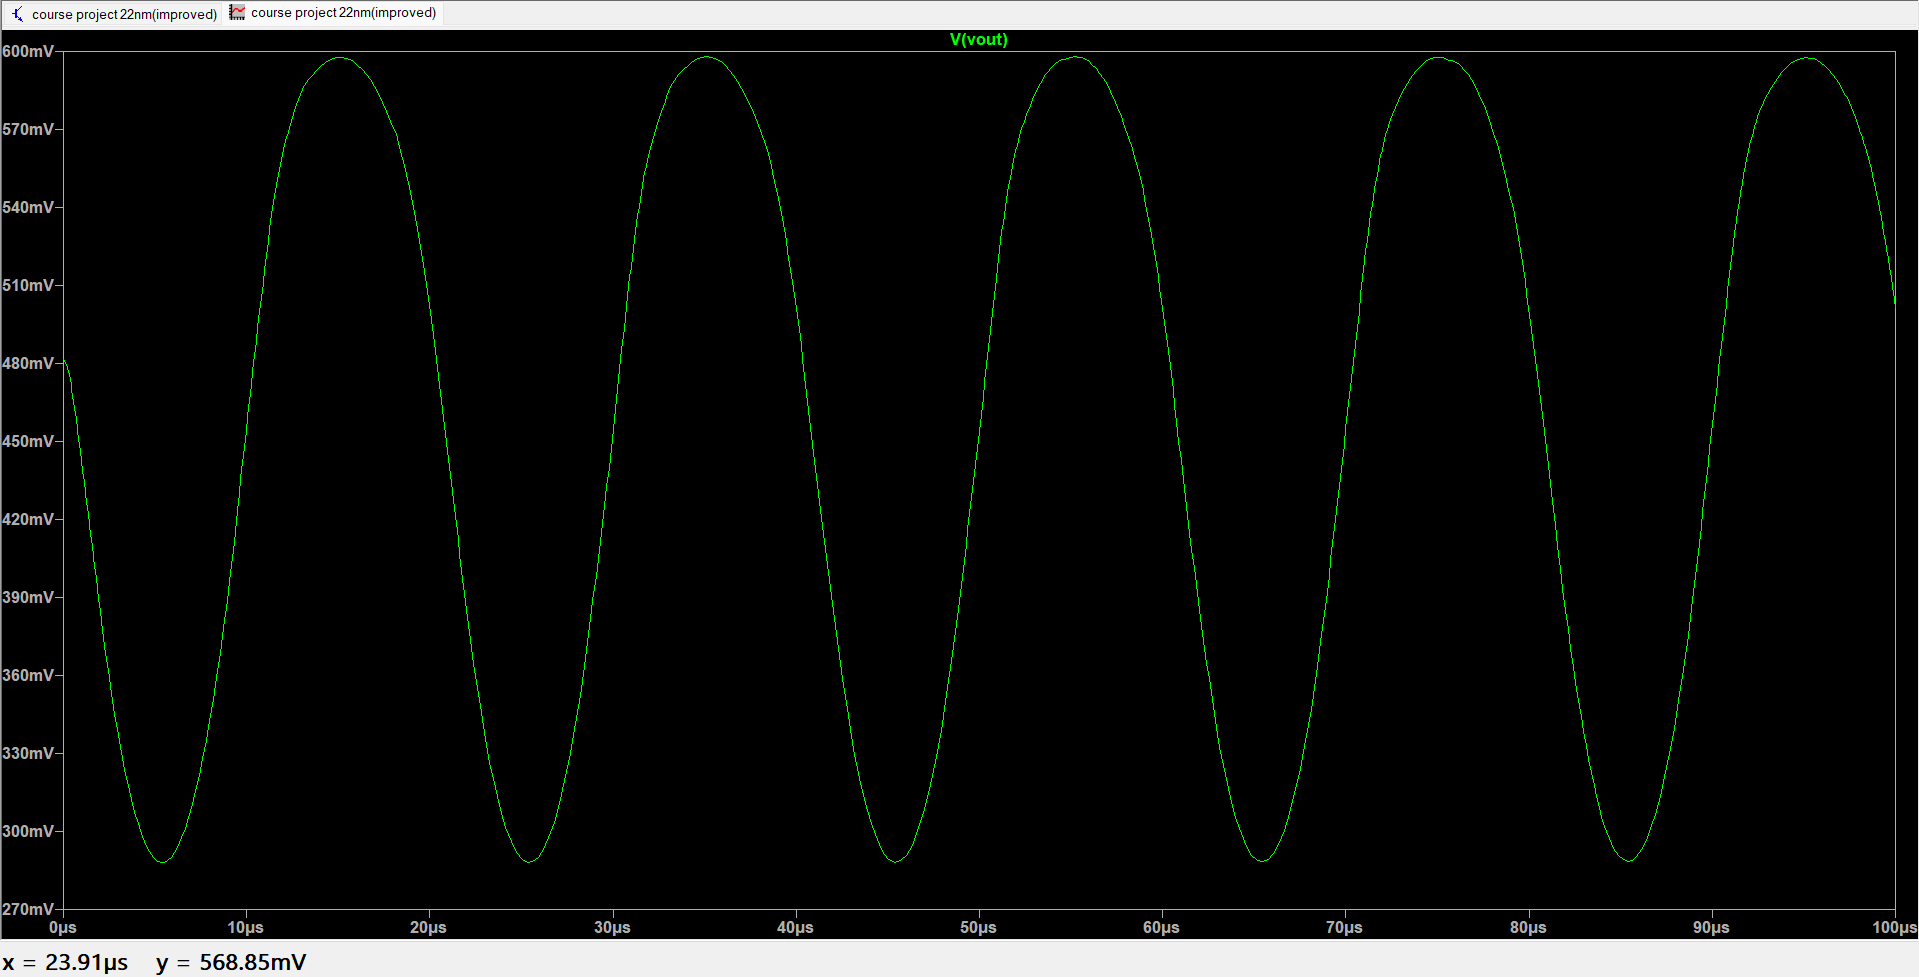 course project 22nm(improved) course project 22nm(improved)
V(vout)
600mV
570mV
540mV
510mV
480mV
450mV
420mV
390mV
360mV
330mV
300mV
270mV
0µs 10µs 20µs 30µs 40µs 50µs 60µs 70µs 80µs 90µs 100µs
x = 23.91µs y = 568.85mV